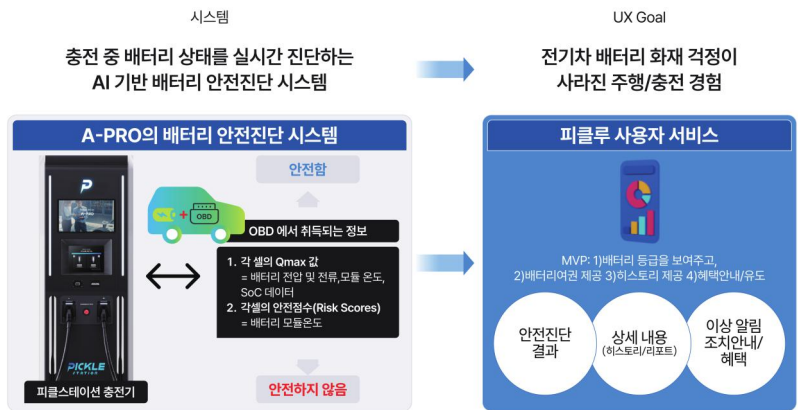 시스템
충전 중 배터리 상태를 실시간 진단하는
AI 기반 배터리 안전진단 시스템
UX Goal
전기차 배터리 화재 걱정이
사라진 주행/충전 경험
A-PRO의 배터리 안전진단 시스템
안전함
OBD
OBD 에서 취득되는 정보
1. 각 셀의 Qmax 값
= 배터리 전압 및 전류,모듈 온도,
SoC 데이터
2. 각셀의 안전점수(Risk Scores)
= 배터리 모듈온도
안전하지 않음
PICKLE
STATION
피클스테이션 충전기
피클루 사용자 서비스
MVP: 1)배터리 등급을 보여주고,
2)배터리여권 제공 3)히스토리 제공 4)혜택안내/유도
안전진단
결과
상세 내용
(히스토리/리포트)
이상 알림
조치안내/
혜택